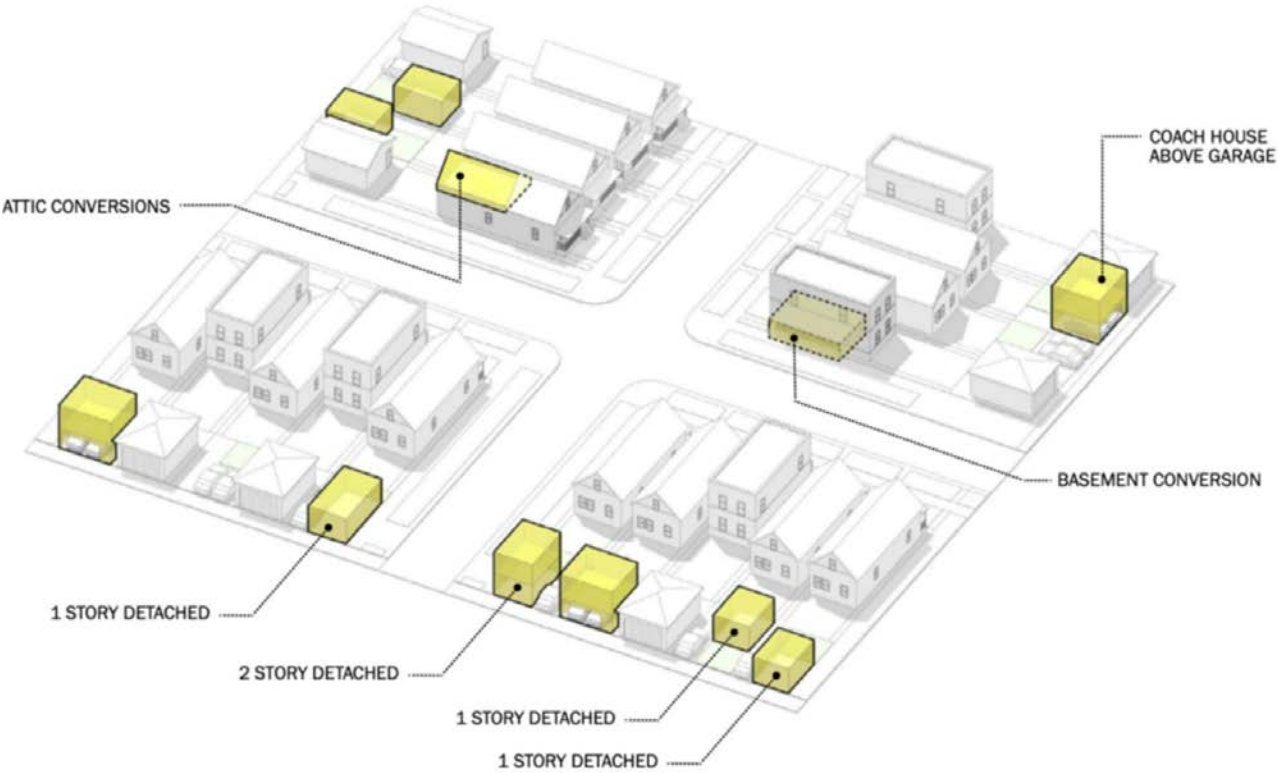 COACH HOUSE
ABOVE GARAGE
ATTIC CONVERSIONS
BASEMENT CONVERSION
1 STORY DETACHED
2 STORY DETACHED
1 STORY DETACHED
1 STORY DETACHED